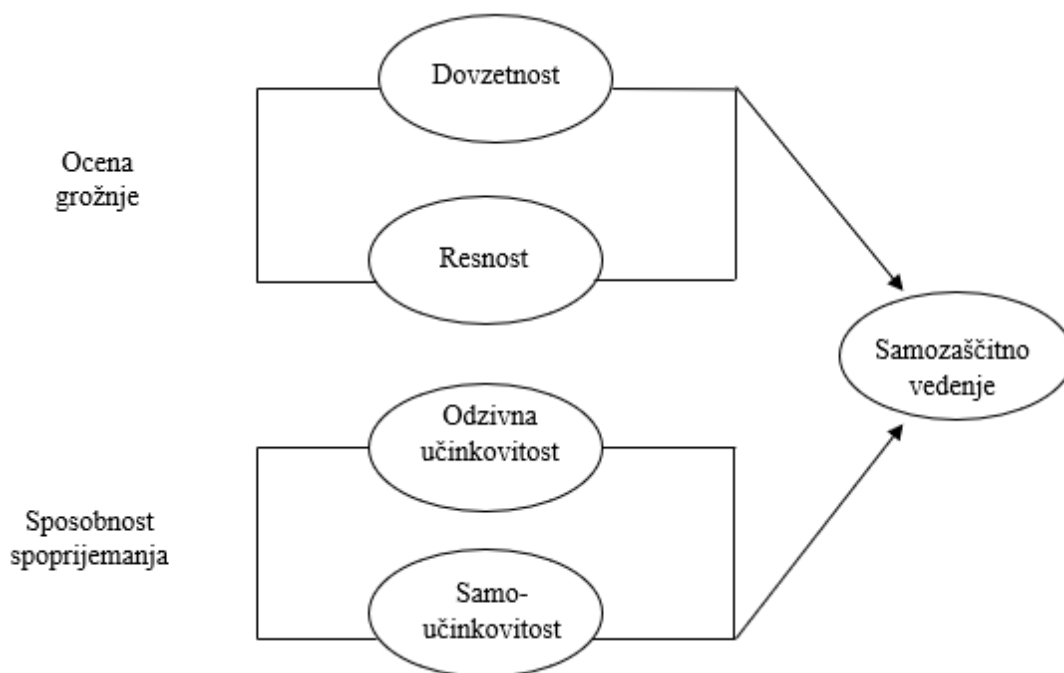 Dovzetnost
Ocena
grožnje
Resnost
Samozaščitno
vedenje
Odzivna
učinkovitost
Sposobnost
spoprijemanja
Samo-
učinkovitost